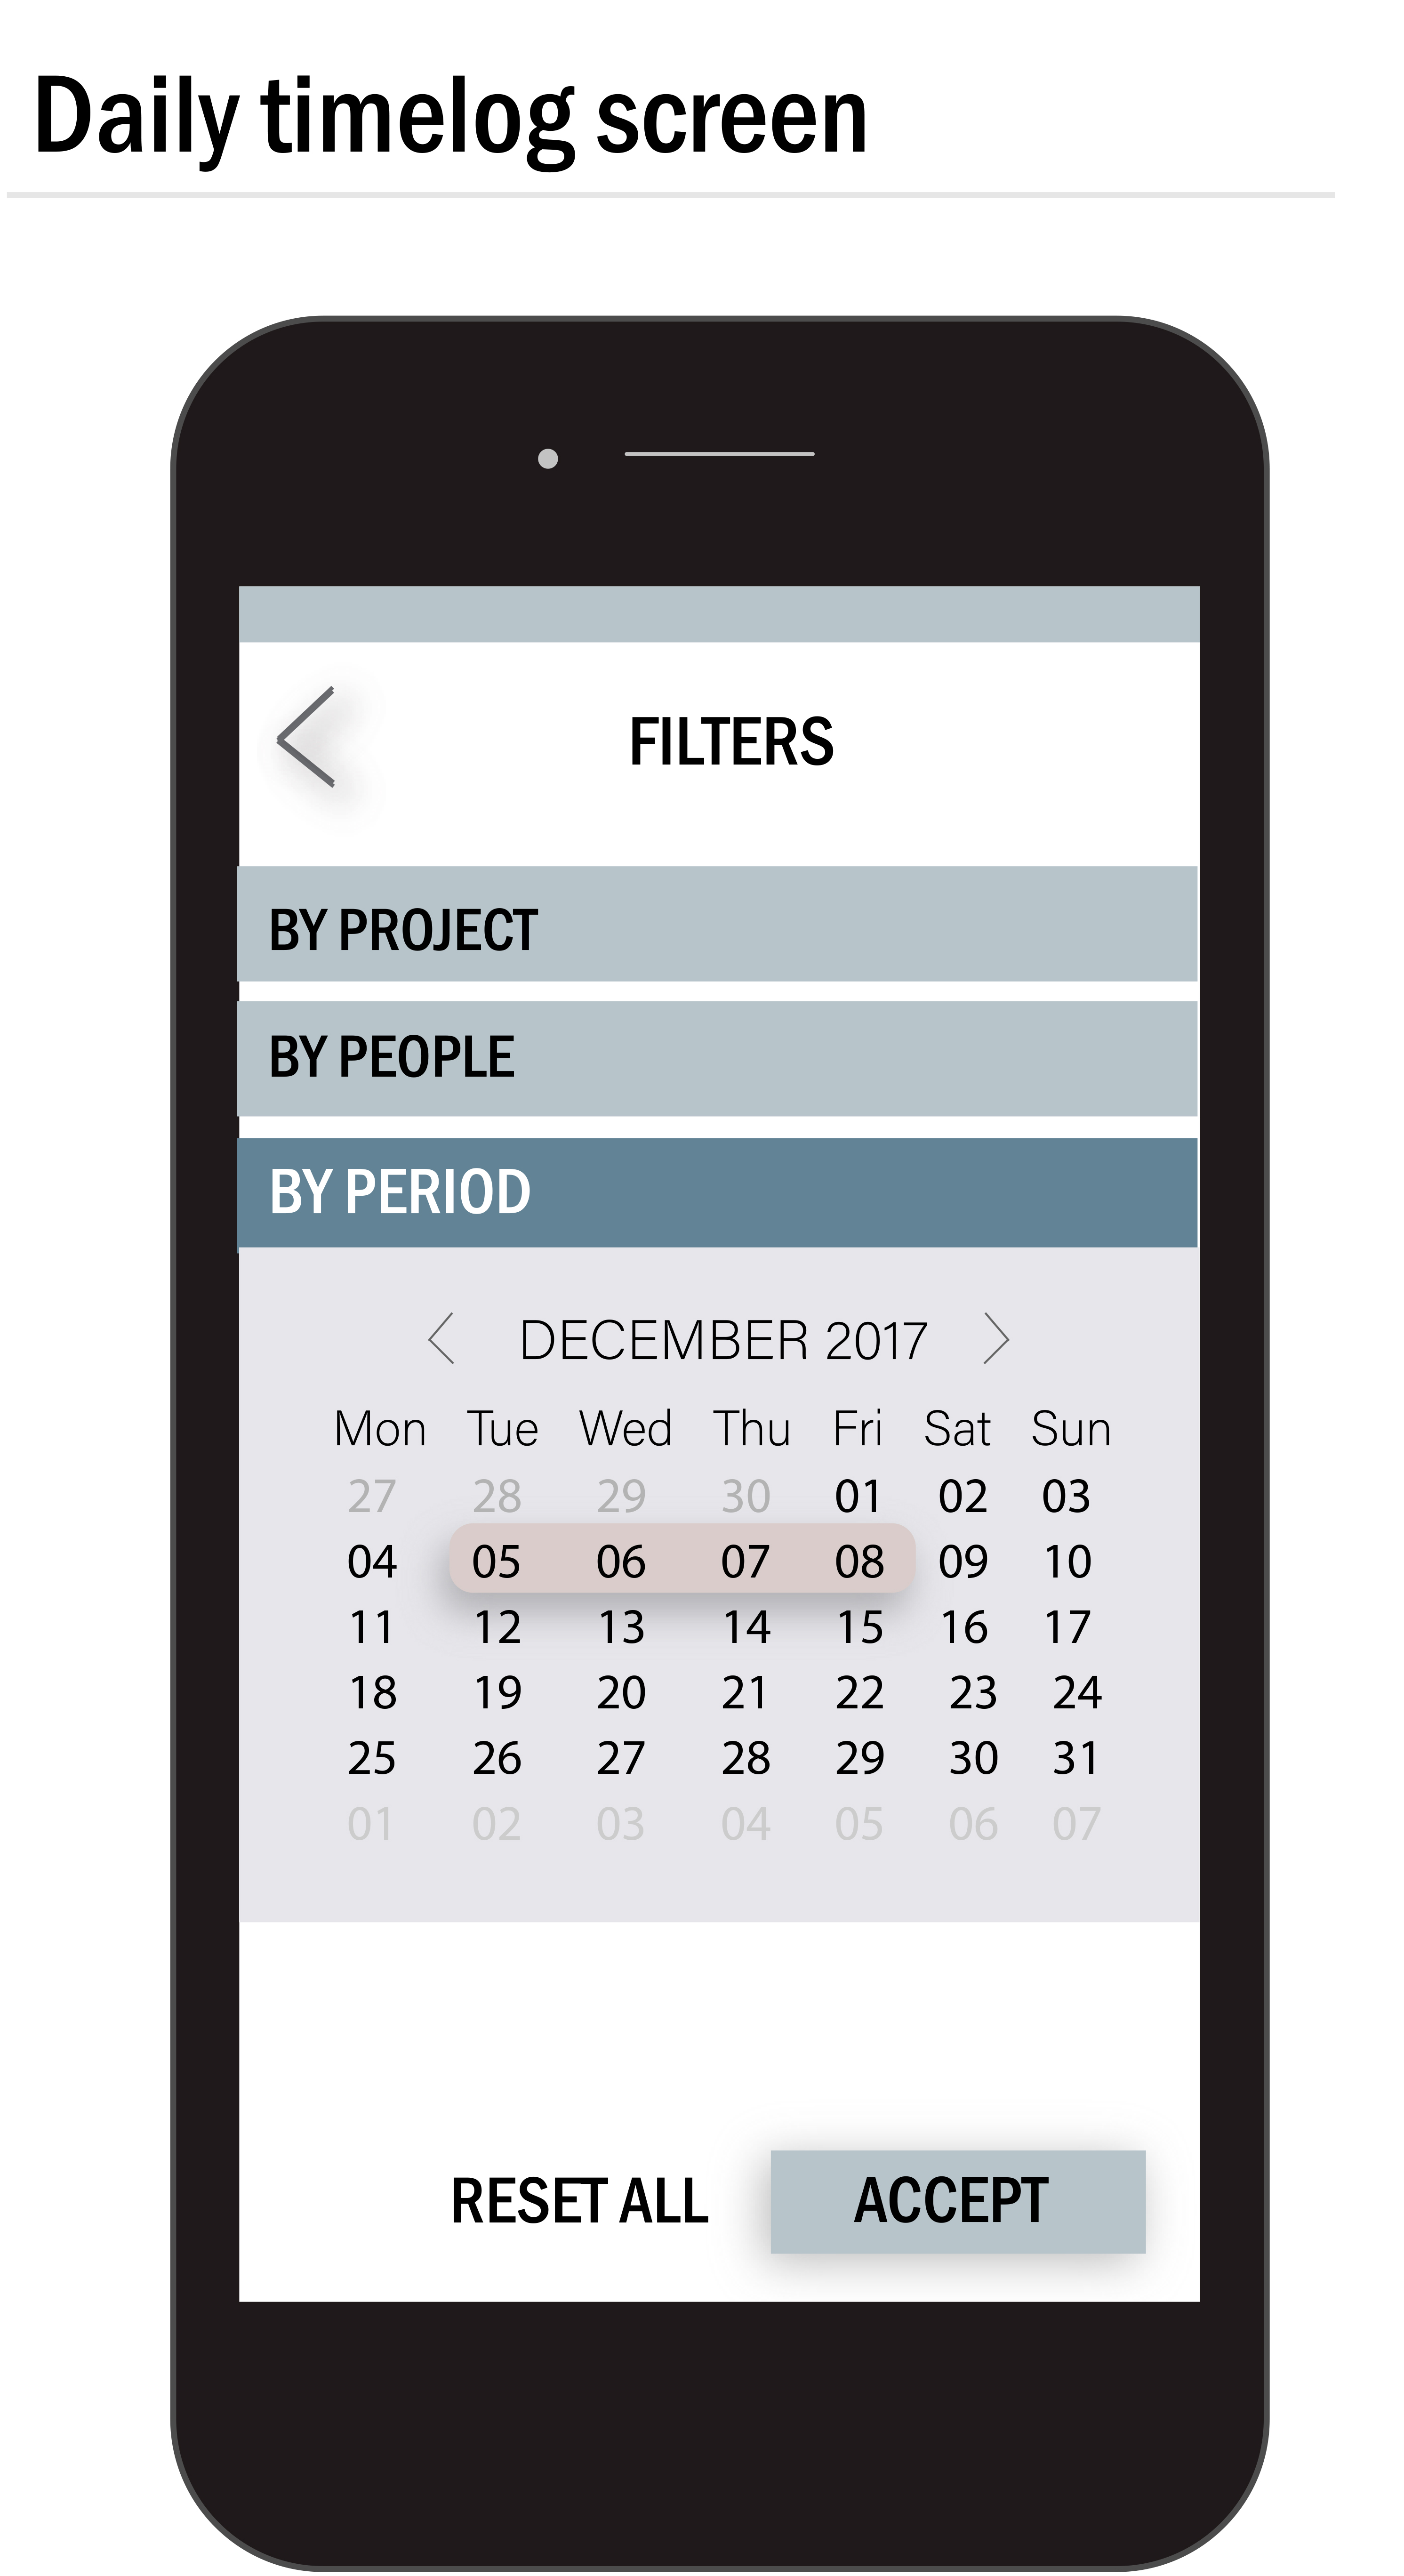 Daily timelog screen
FILTERS
BY PROJECT
BY PEOPLE
BY PERIOD
DECEMBER 2017
Mon Tue Wed Thu Fri Sat Sun
27 28 29 30 01 02 03
04 05 06 07 08 09 10
11 12 13 14 15 16 17
18 19 20 21 22 23 24
25 26 27 28 29 30 31
01 02 03 04 05 06 07
RESET ALL ACCEPT